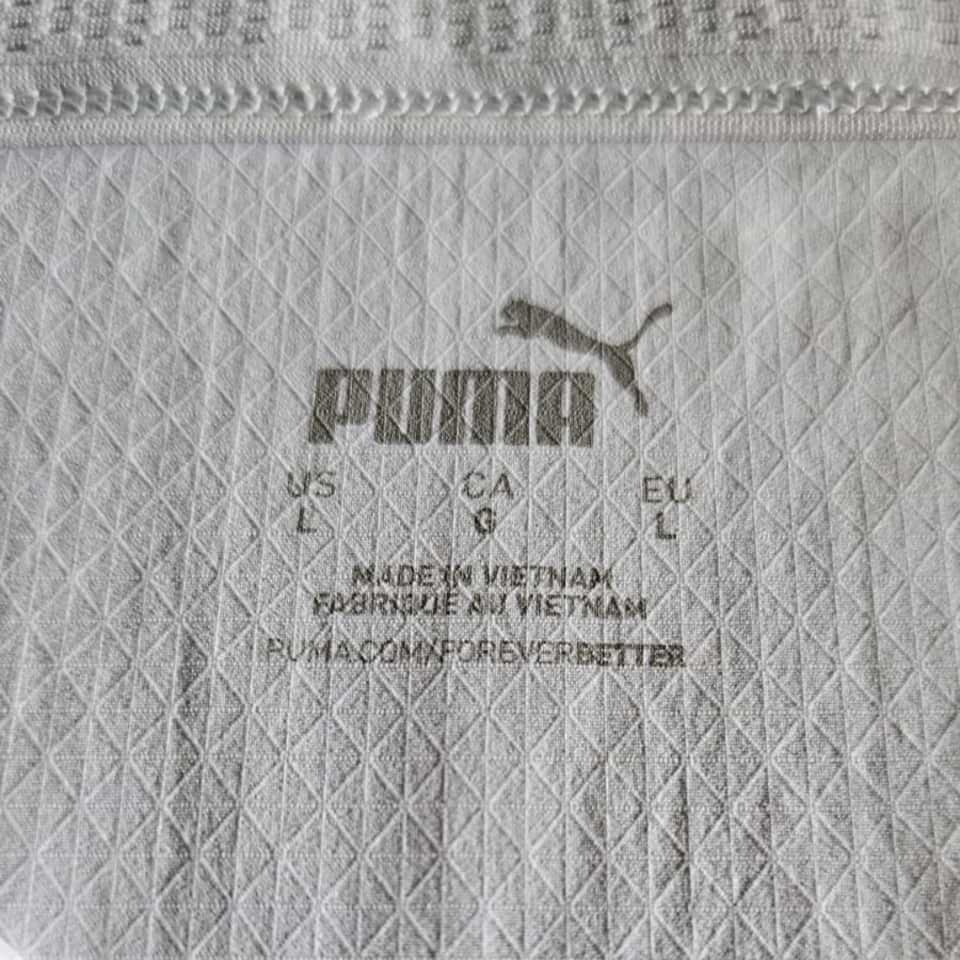 PUMA
US CA EU
L G L
MADE IN VIETNAM
FABRIQUÉ AU VIETNAM
PUMA.COM/FOREVERBETTER